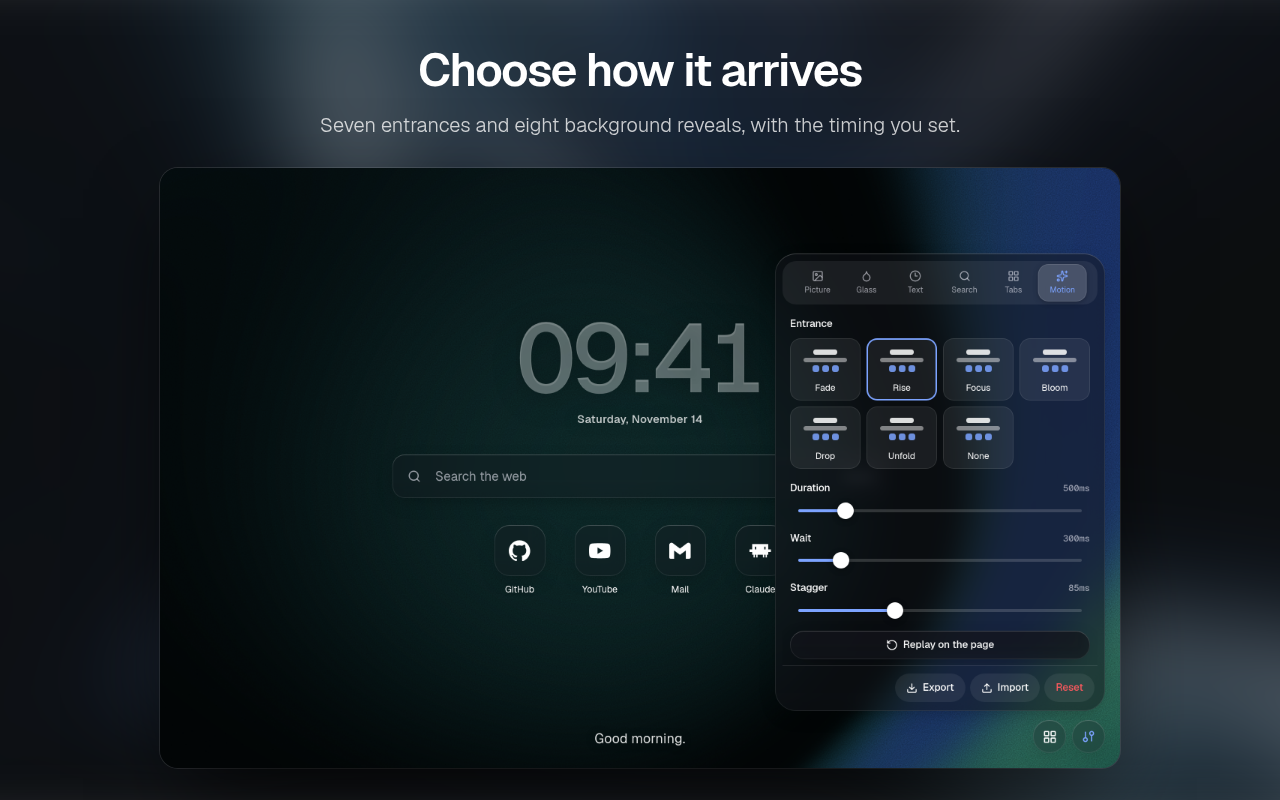 Choose how it arrives
Seven entrances and eight background reveals, with the timing you set.
09:41
Saturday, November 14
Search the web
GitHub
YouTube
Mail
Claude
Good morning.
Picture
Glass
Text
Search
Tabs
Motion
Entrance
Fade
Rise
Focus
Bloom
Drop
Unfold
None
Duration
500ms
Wait
300ms
Stagger
85ms
Replay on the page
Export
Import
Reset